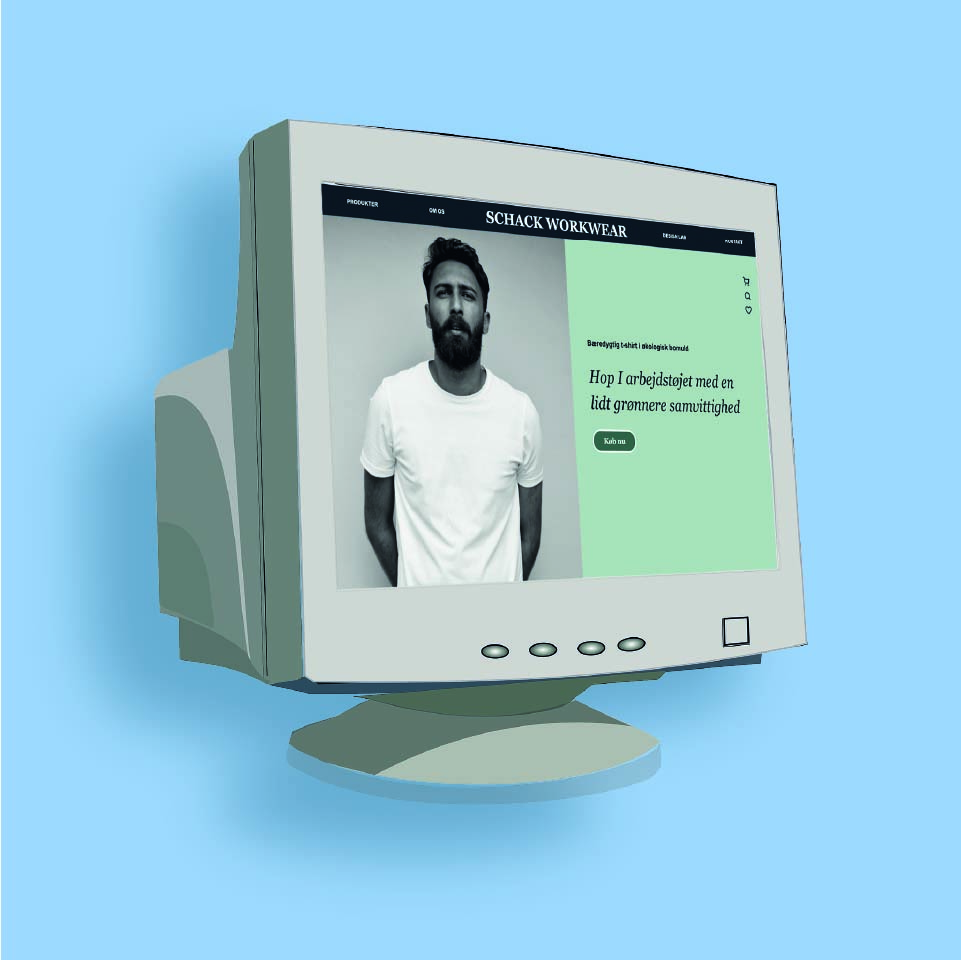 PRODUKTER
OM OS
SCHACK WORKWEAR
DESIGN LAB
KONTAKT
Bæredygtig t-shirt i økologisk bomuld
Hop I arbejdstøjet med en
lidt grønnere samvittighed
Køb nu